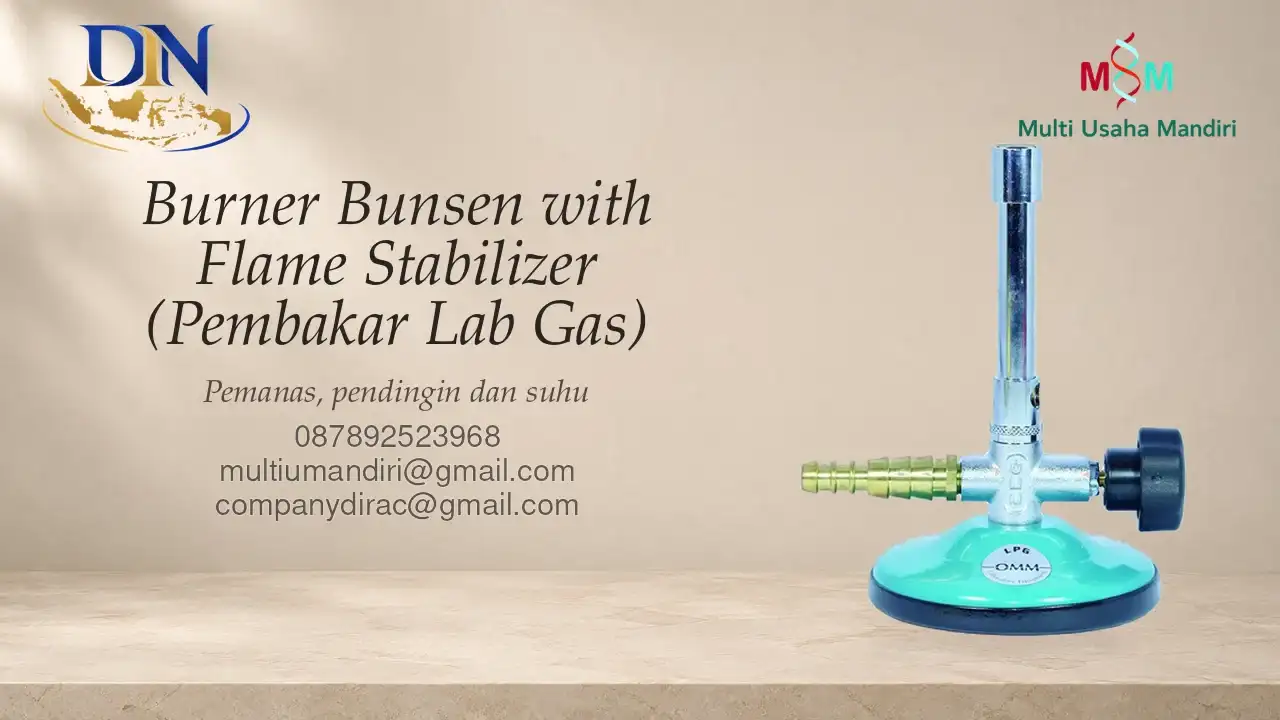 DIN
MSM
Multi Usaha Mandiri
Burner Bunsen with
Flame Stabilizer
(Pembakar Lab Gas)
Pemanas, pendingin dan suhu
087892523968
multiumandiri@gmail.com
companydirac@gmail.com
LPG
OMM